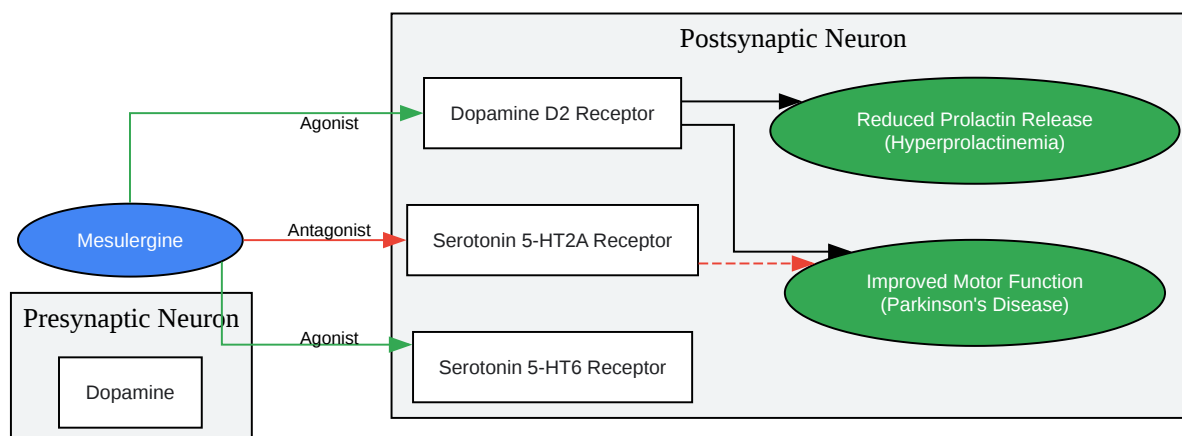 Postsynaptic Neuron
Dopamine D2 Receptor
Reduced Prolactin Release
(Hyperprolactinemia)
Agonist
Mesulergine
Antagonist
Serotonin 5-HT2A Receptor
Improved Motor Function
(Parkinson's Disease)
Presynaptic Neuron
Agonist
Serotonin 5-HT6 Receptor
Dopamine